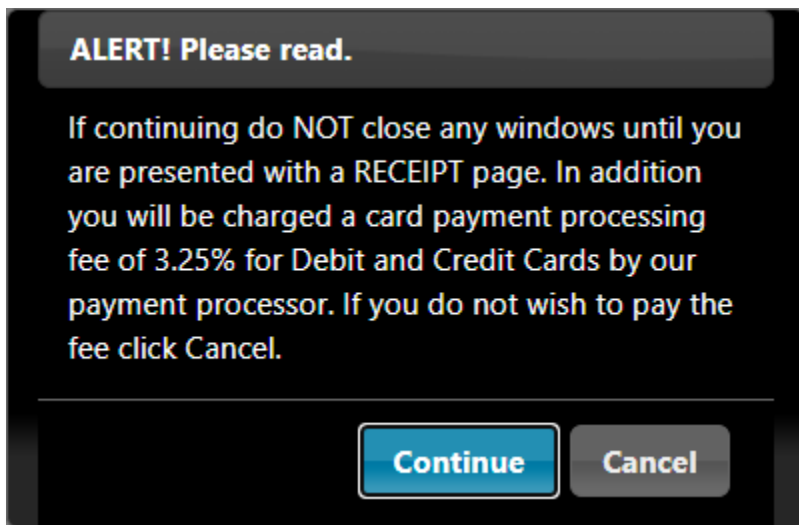 ALERT! Please read.
If continuing do NOT close any windows until you
are presented with a RECEIPT page. In addition
you will be charged a card payment processing
fee of 3.25% for Debit and Credit Cards by our
payment processor. If you do not wish to pay the
fee click Cancel.
Continue Cancel